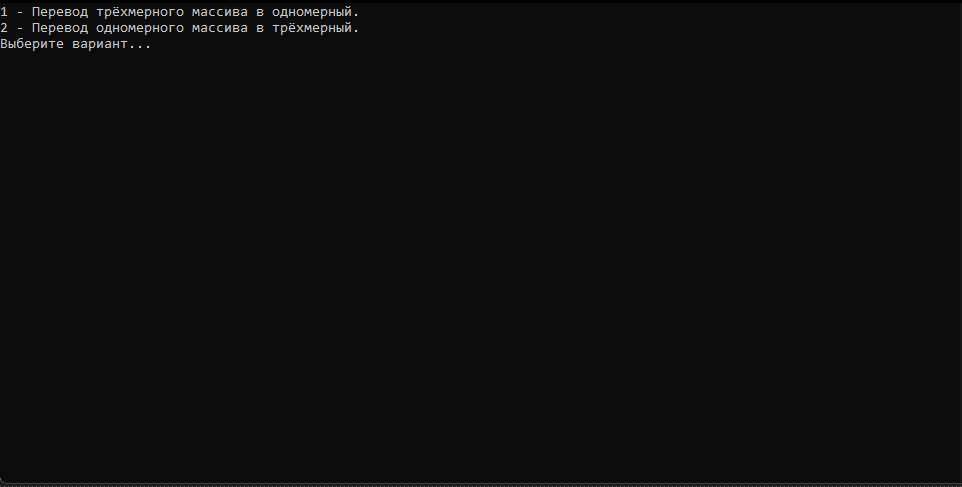 1 - Перевод трёхмерного массива в одномерный.
2 - Перевод одномерного массива в трёхмерный.
Выберите вариант...